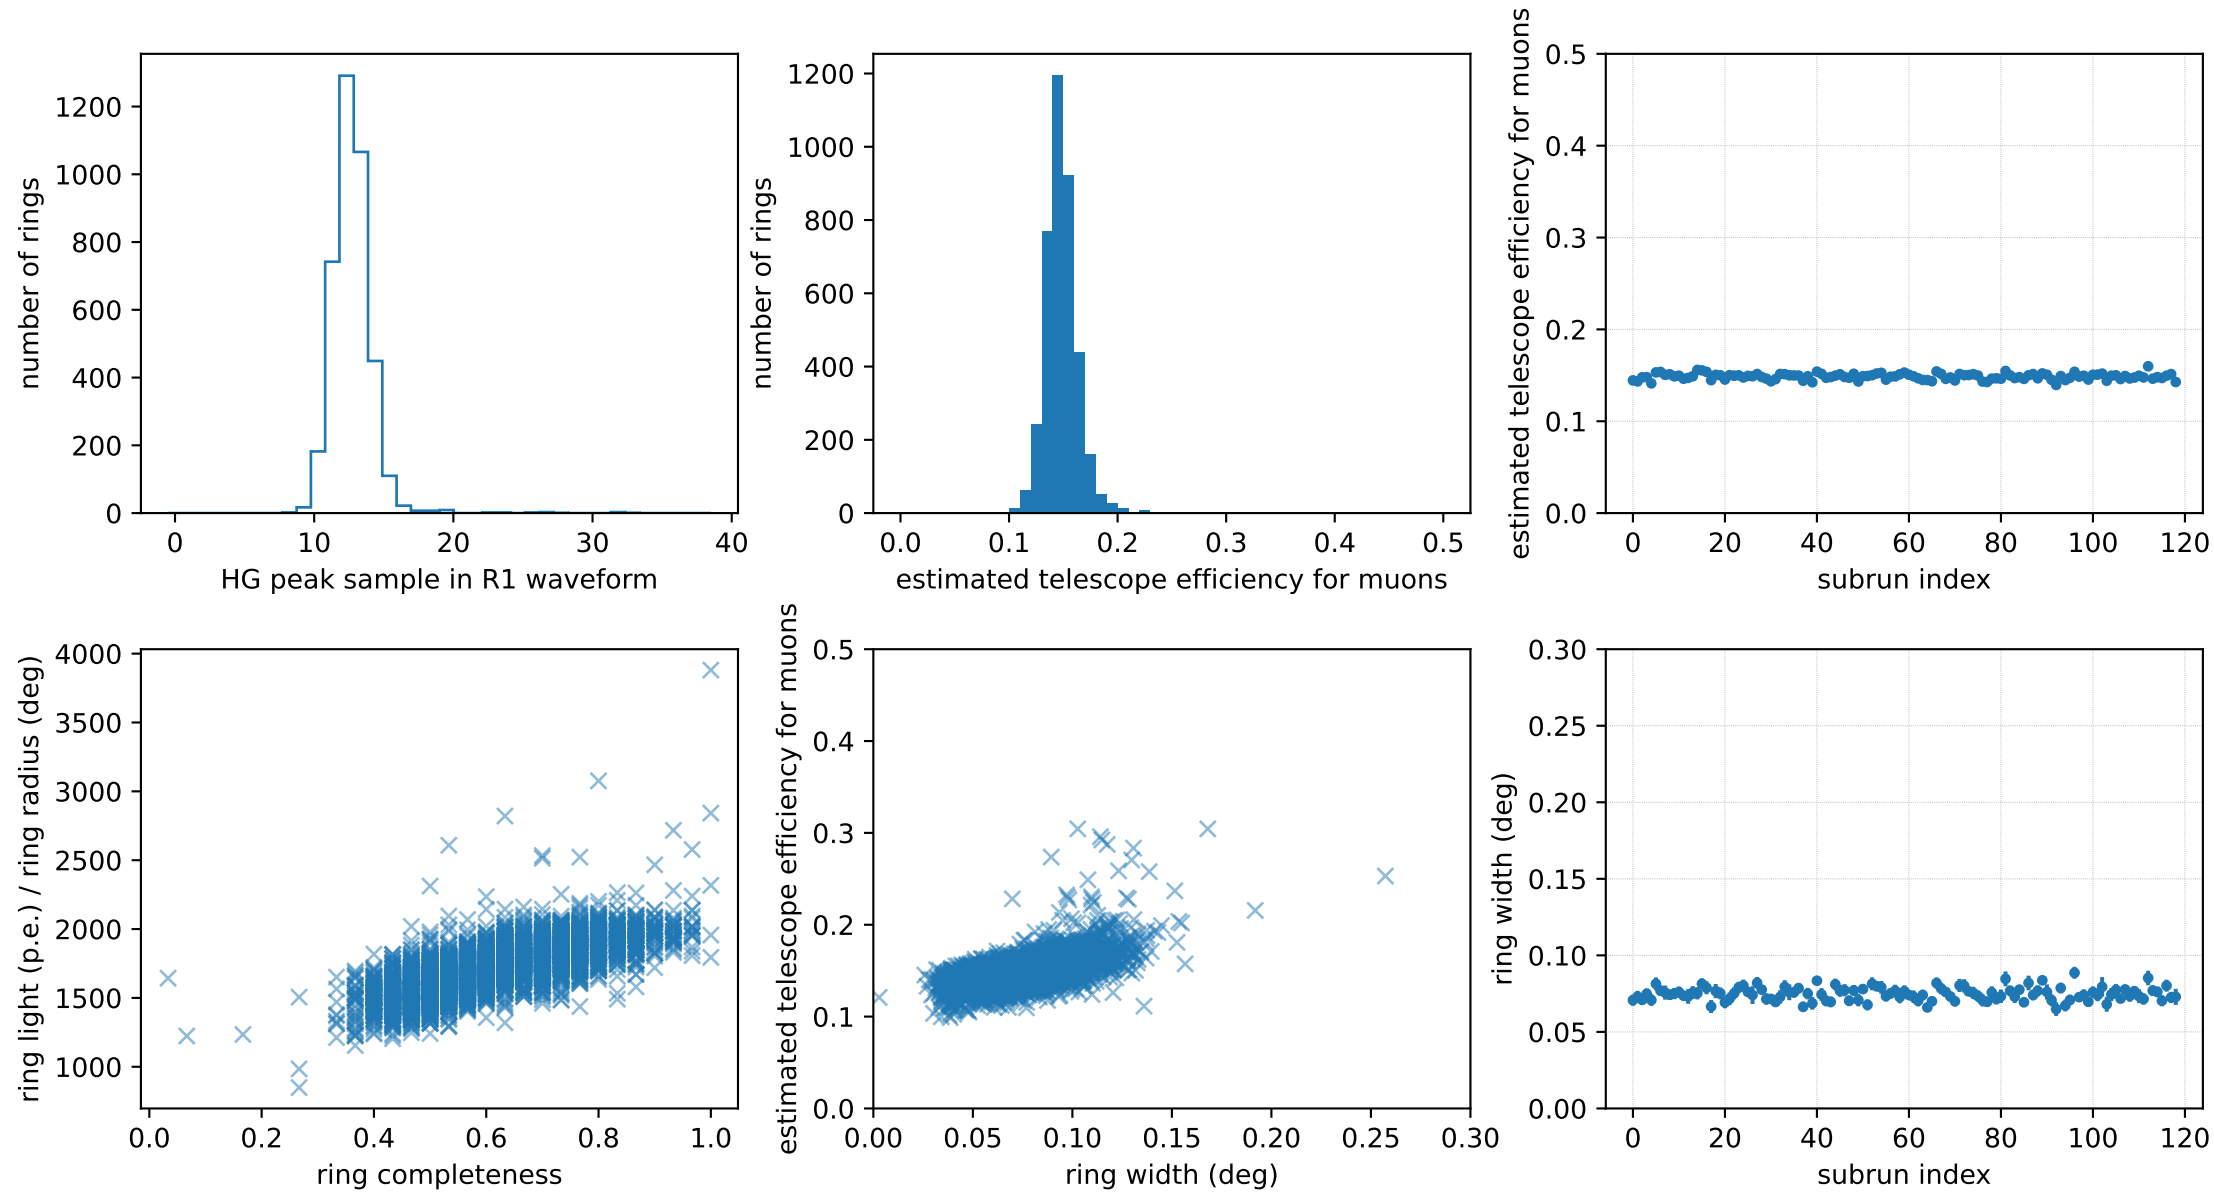 number of rings
1200
1000
800
600
400
200
0
0 10 20 30 40
HG peak sample in R1 waveform
number of rings
1200
1000
800
600
400
200
0
0.0 0.1 0.2 0.3 0.4 0.5
estimated telescope efficiency for muons
estimated telescope efficiency for muons
0.5
0.4
0.3
0.2
0.1
0.0
0 20 40 60 80 100 120
subrun index
ring light (p.e.) / ring radius (deg)
4000
3500
3000
2500
2000
1500
1000
0.0 0.2 0.4 0.6 0.8 1.0
ring completeness
estimated telescope efficiency for muons
0.5
0.4
0.3
0.2
0.1
0.0
0.00 0.05 0.10 0.15 0.20 0.25 0.30
ring width (deg)
ring width (deg)
0.30
0.25
0.20
0.15
0.10
0.05
0.00
0 20 40 60 80 100 120
subrun index